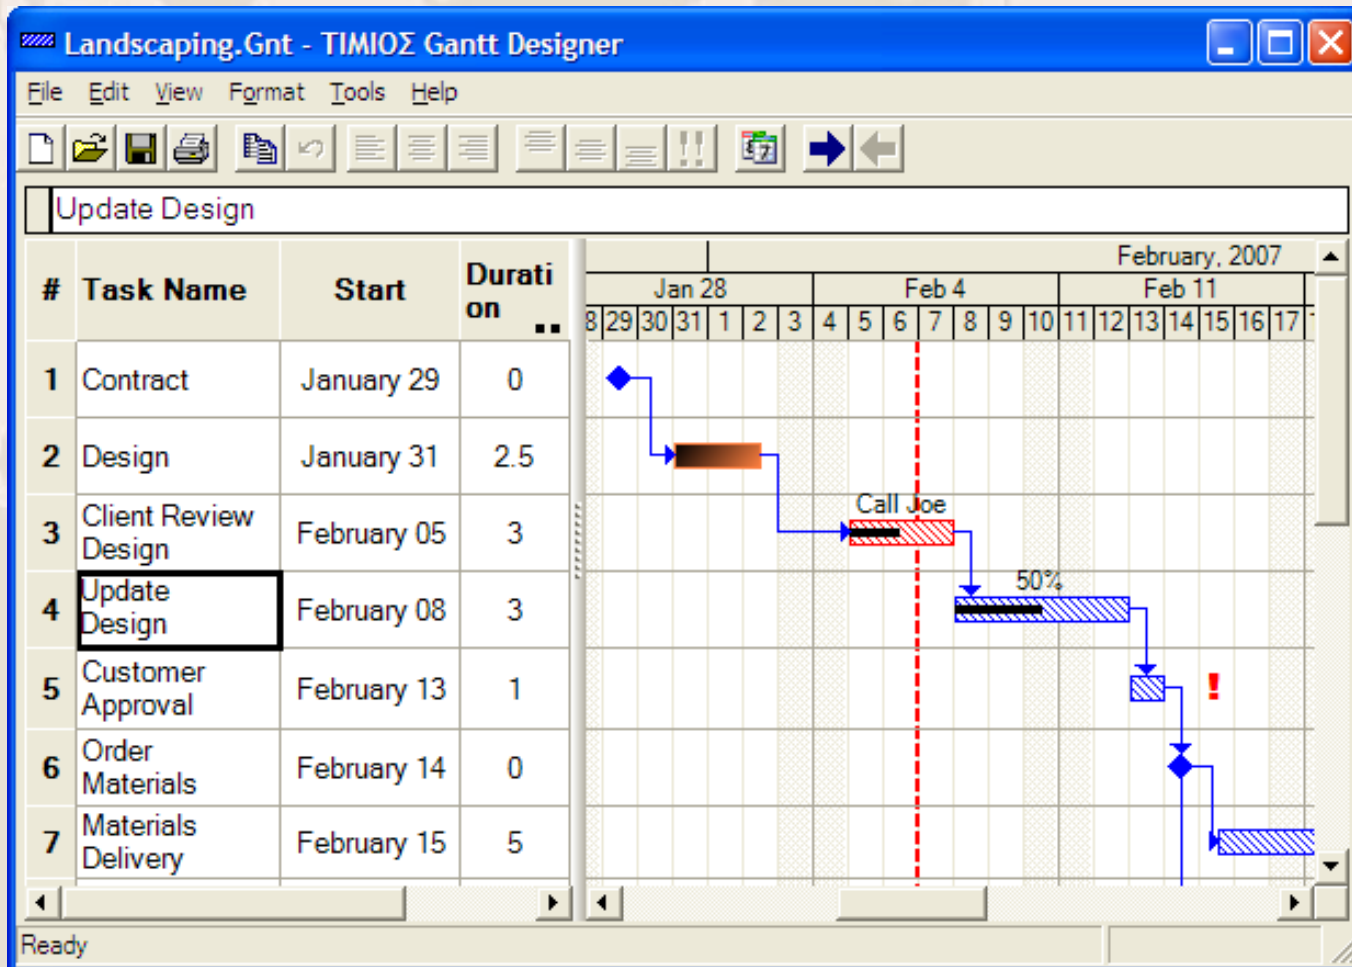 Landscaping.Gnt - ΤΙΜΙΟΣ Gantt Designer
File Edit View Format Tools Help
Update Design
# Task Name Start Durati
on ..
February, 2007
Jan 28 Feb 4 Feb 11
8 29 30 31 1 2 3 4 5 6 7 8 9 10 11 12 13 14 15 16 17
1 Contract January 29 0
2 Design January 31 2.5
Call Joe
3 Client Review
Design February 05 3
50%
4 Update
Design February 08 3
5 Customer
Approval February 13 1 !
6 Order
Materials February 14 0
7 Materials
Delivery February 15 5
Ready